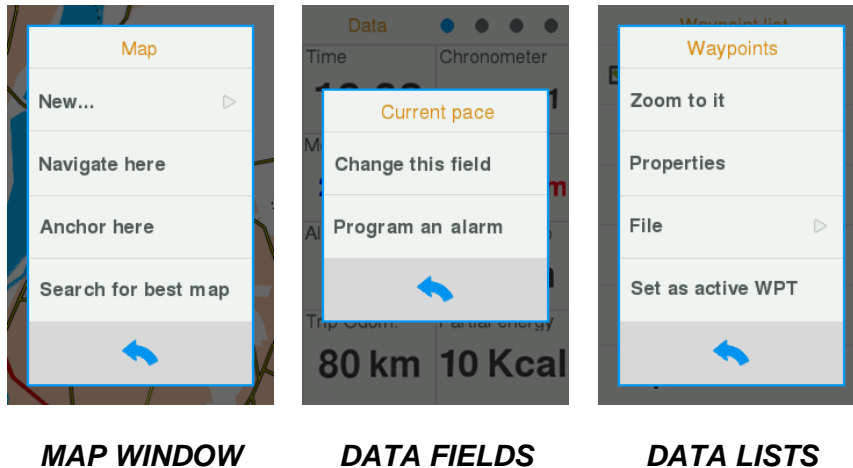 Map
New...
Navigate here
Anchor here
Search for best map
Data
Time
Chronometer
Current pace
Change this field
Program an alarm
80 km
10 Kcal
Waypoint list
Waypoints
Zoom to it
Properties
File
Set as active WPT
MAP WINDOW
DATA FIELDS
DATA LISTS